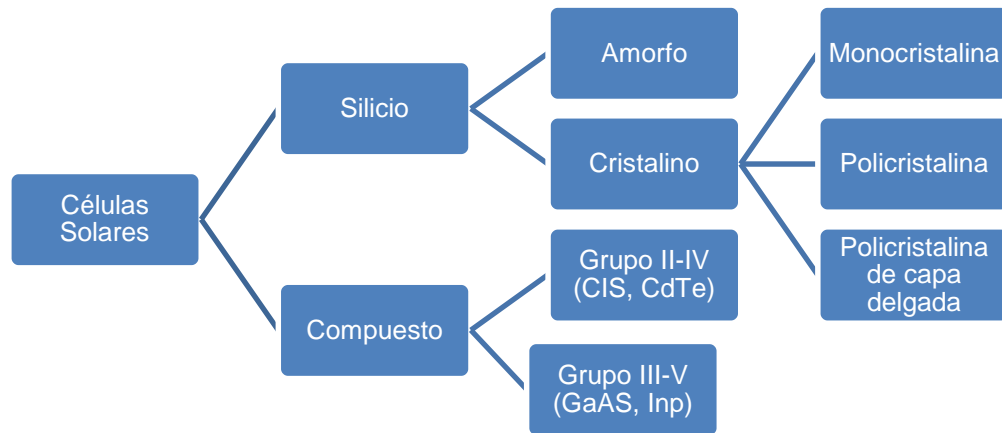 Células
Solares
Silicio
Amorfo
Cristalino
Monocristalina
Policristalina
Policristalina
de capa
delgada
Compuesto
Grupo II-IV
(CIS, CdTe)
Grupo III-V
(GaAS, Inp)